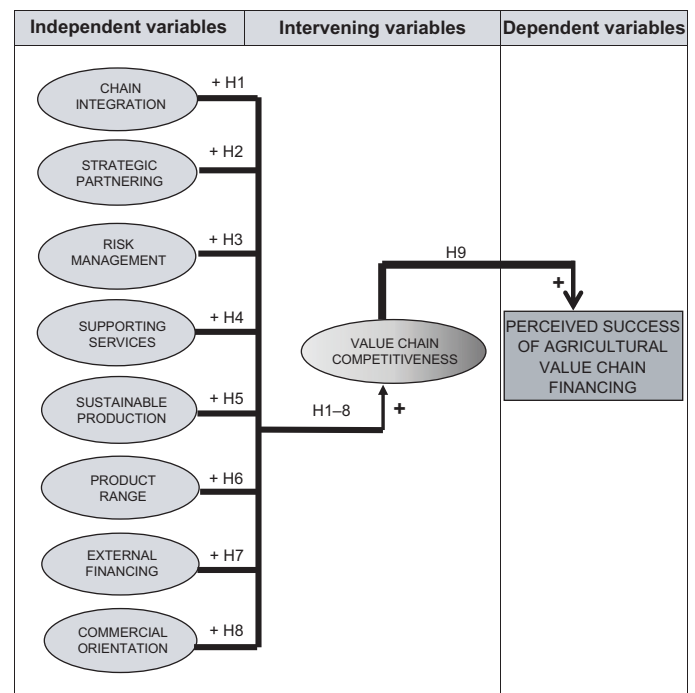 Independent variables
Intervening variables
Dependent variables
CHAIN
INTEGRATION
+ H1
STRATEGIC
PARTNERING
+ H2
RISK
MANAGEMENT
+ H3
SUPPORTING
SERVICES
+ H4
SUSTAINABLE
PRODUCTION
+ H5
PRODUCT
RANGE
+ H6
EXTERNAL
FINANCING
+ H7
COMMERCIAL
ORIENTATION
+ H8
H1–8
+
VALUE CHAIN
COMPETITIVENESS
H9
+
PERCEIVED SUCCESS
OF AGRICULTURAL
VALUE CHAIN
FINANCING